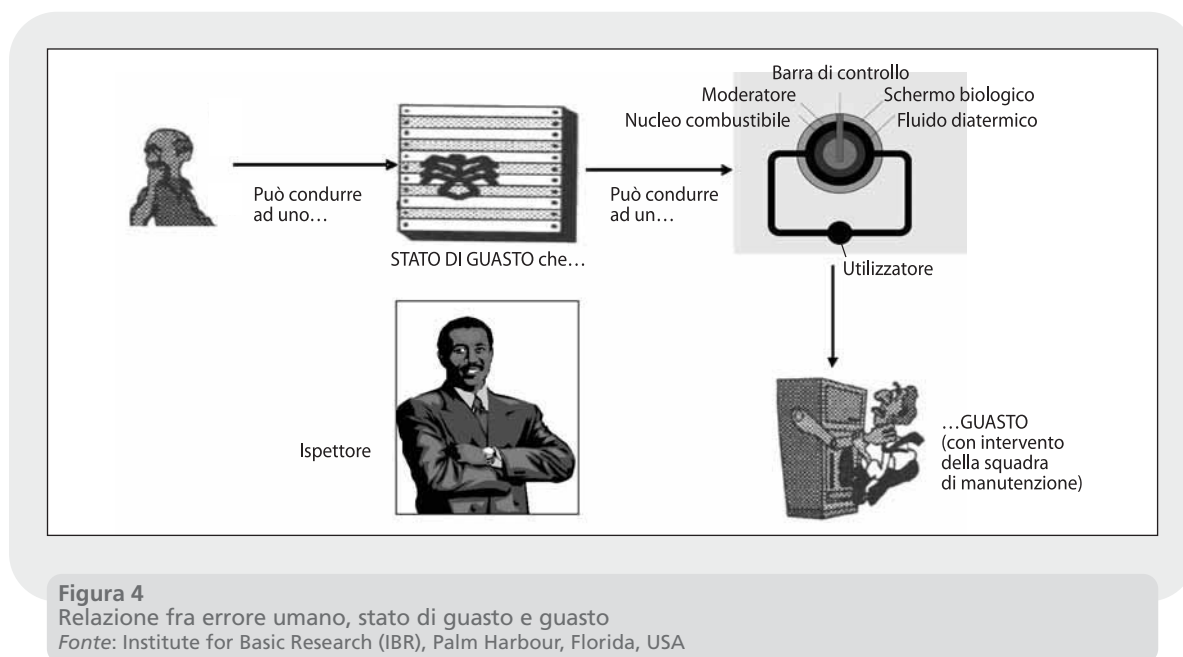 Barra di controllo
Moderatore
Schermo biologico
Nucleo combustibile
Fluido diatermico
Può condurre
ad uno…
Può condurre
ad un…
STATO DI GUASTO che…
Utilizzatore
Ispettore
…GUASTO
(con intervento
della squadra
di manutenzione)
Figura 4
Relazione fra errore umano, stato di guasto e guasto
Fonte: Institute for Basic Research (IBR), Palm Harbour, Florida, USA